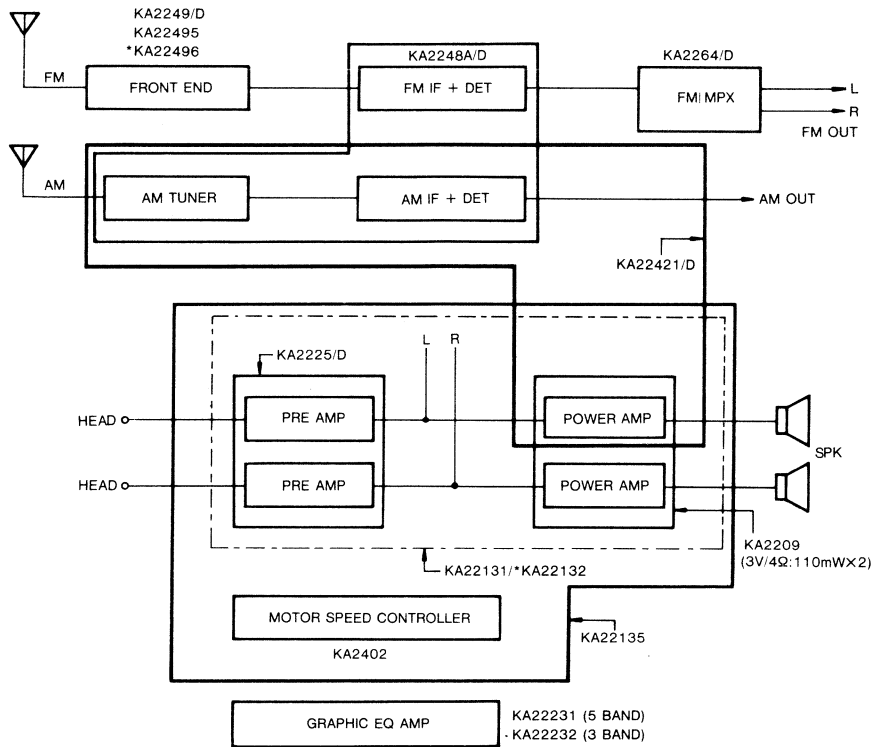 KA2249/D
KA22495
*KA22496
KA2248A/D
KA2264/D
FM
FRONT END
FM IF + DET
FM MPX
L
R
FM OUT
AM
AM TUNER
AM IF + DET
AM OUT
KA22421/D
L
R
KA2225/D
HEAD
PRE AMP
POWER AMP
SPK
HEAD
PRE AMP
POWER AMP
KA2209
(3V/4Ω:110mW×2)
KA22131/*KA22132
MOTOR SPEED CONTROLLER
KA22135
KA2402
GRAPHIC EQ AMP
KA22231 (5 BAND)
KA22232 (3 BAND)